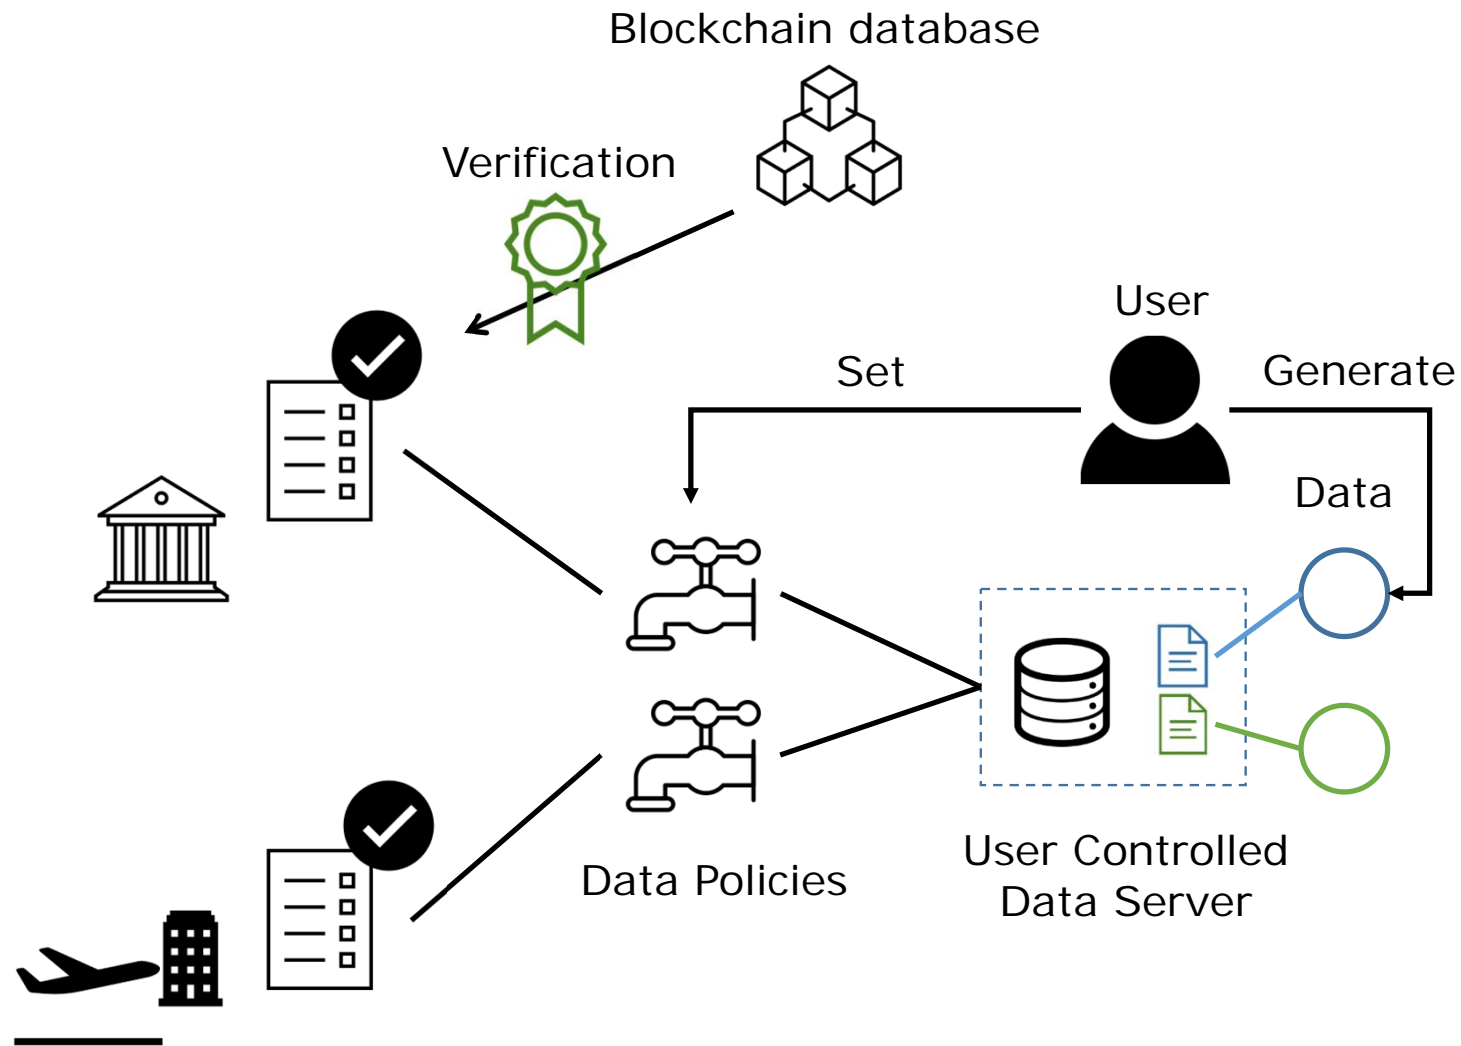 Blockchain database
Verification
User
Set
Generate
Data
Data Policies
User Controlled
Data Server